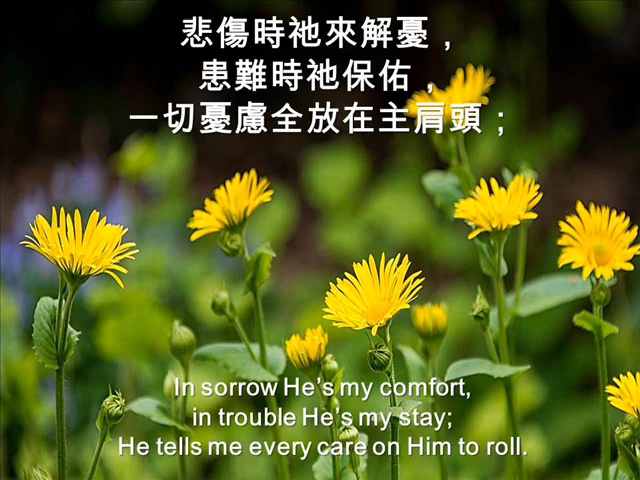 悲傷時祂來解憂，
患難時祂保佑，
一切憂慮全放在主肩頭；
In sorrow He's my comfort,
in trouble He's my stay;
He tells me every care on Him to roll.